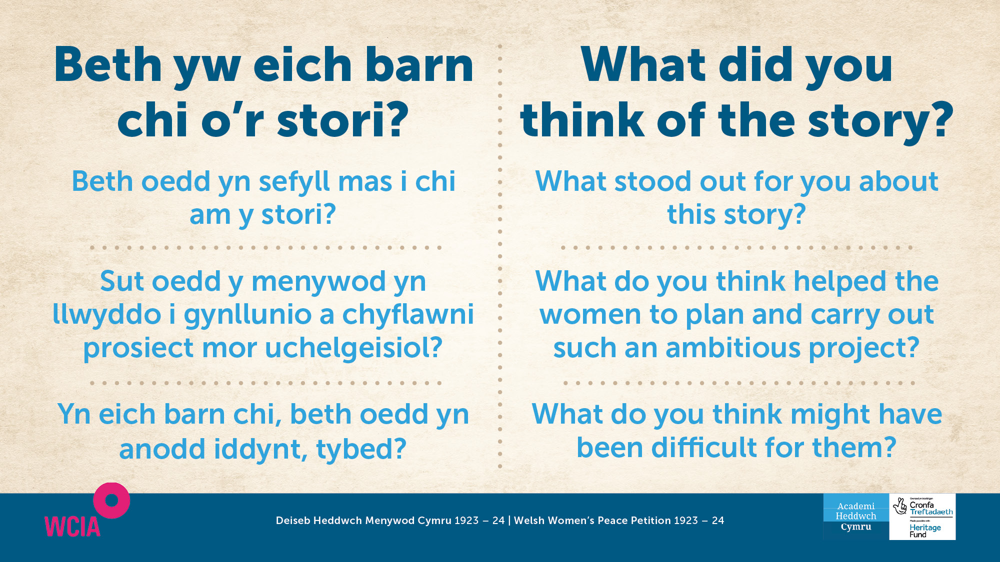 Beth yw eich barn
chi o’r stori?
Beth oedd yn sefyll mas i chi
am y stori?
Sut oedd y menywod yn
llwyddo i gynllunio a chyflawni
prosiect mor uchelgeisiol?
Yn eich barn chi, beth oedd yn
anodd iddynt, tybed?
What did you
think of the story?
What stood out for you about
this story?
What do you think helped the
women to plan and carry out
such an ambitious project?
What do you think might have
been difficult for them?
WCIA
Deiseb Heddwch Menywod Cymru 1923 – 24 | Welsh Women’s Peace Petition 1923 – 24
Academi
Heddwch
Cymru
Gwnaed yn bosibl gan
Cronfa
Treftadaeth
Made possible with
Heritage
Fund